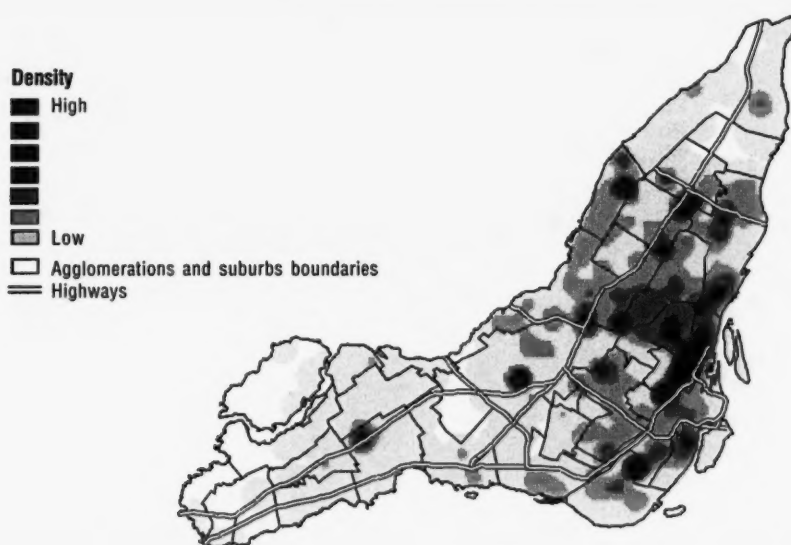 Density
High
Low
Agglomerations and suburbs boundaries
Highways